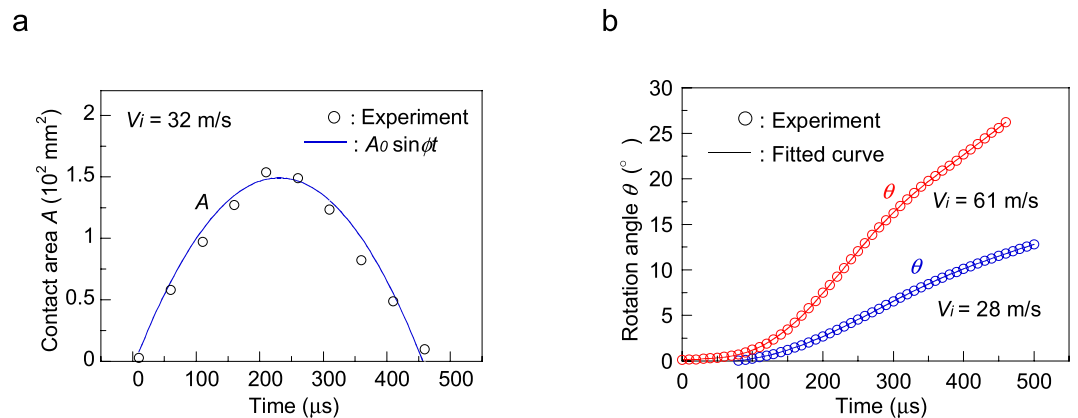 a
2
1.5
1
0.5
0
Contact area A (10² mm²)
Vi = 32 m/s
: Experiment
: A0 sinϕt
A
0 100 200 300 400 500
Time (μs)
b
30
25
20
15
10
5
0
Rotation angle θ (°)
: Experiment
: Fitted curve
θ
Vi = 61 m/s
θ
Vi = 28 m/s
0 100 200 300 400 500
Time (μs)